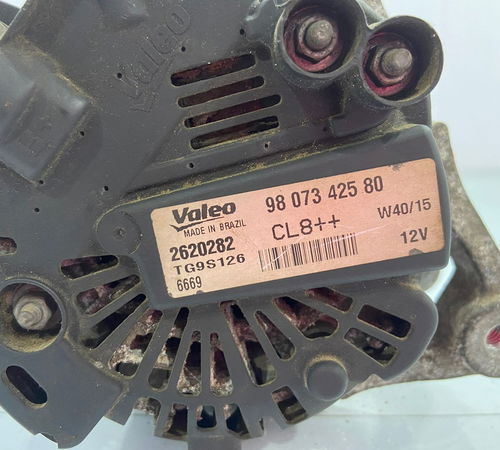 Valeo
Valeo 98 073 425 80
MADE IN BRAZIL CL8++ W40/15
2620282 12V
TG9S126
6669